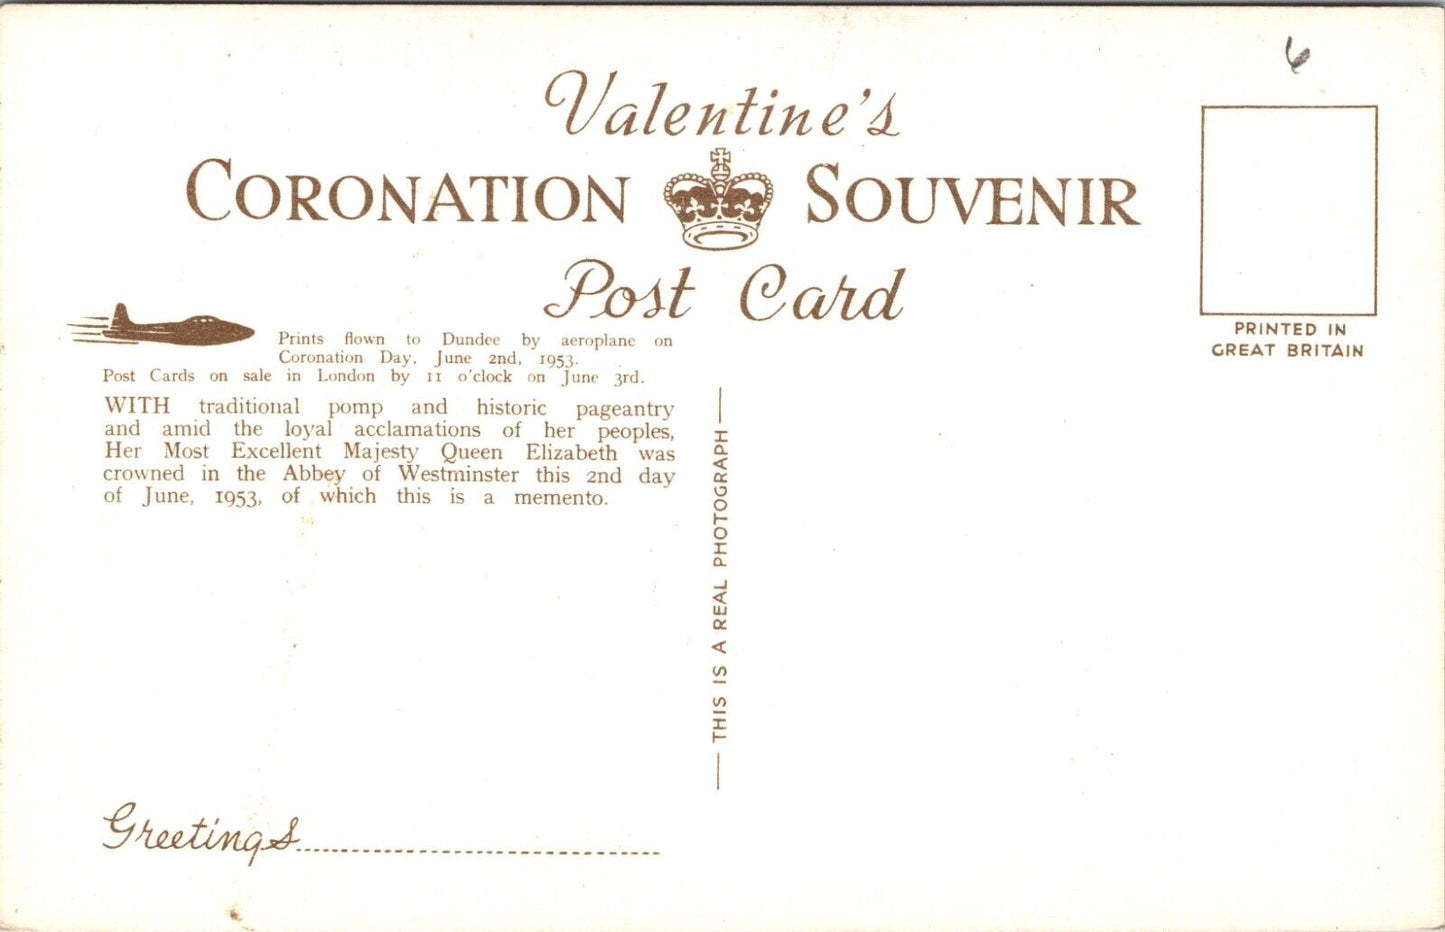 6
Valentine's
CORONATION SOUVENIR
Post Card
PRINTED IN
GREAT BRITAIN
Prints flown to Dundee by aeroplane on
Coronation Day, June 2nd, 1953.
Post Cards on sale in London by 11 o'clock on June 3rd.
WITH traditional pomp and historic pageantry
and amid the loyal acclamations of her peoples,
Her Most Excellent Majesty Queen Elizabeth was
crowned in the Abbey of Westminster this 2nd day
of June, 1953, of which this is a memento.
THIS IS A REAL PHOTOGRAPH
Greetings